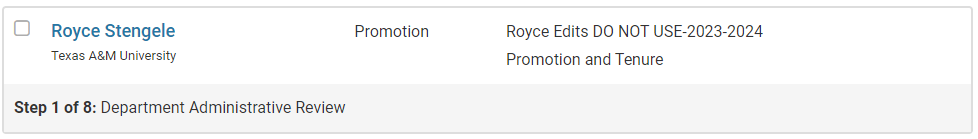 Royce Stengele
Texas A&M University
Promotion
Royce Edits DO NOT USE-2023-2024
Promotion and Tenure
Step 1 of 8: Department Administrative Review